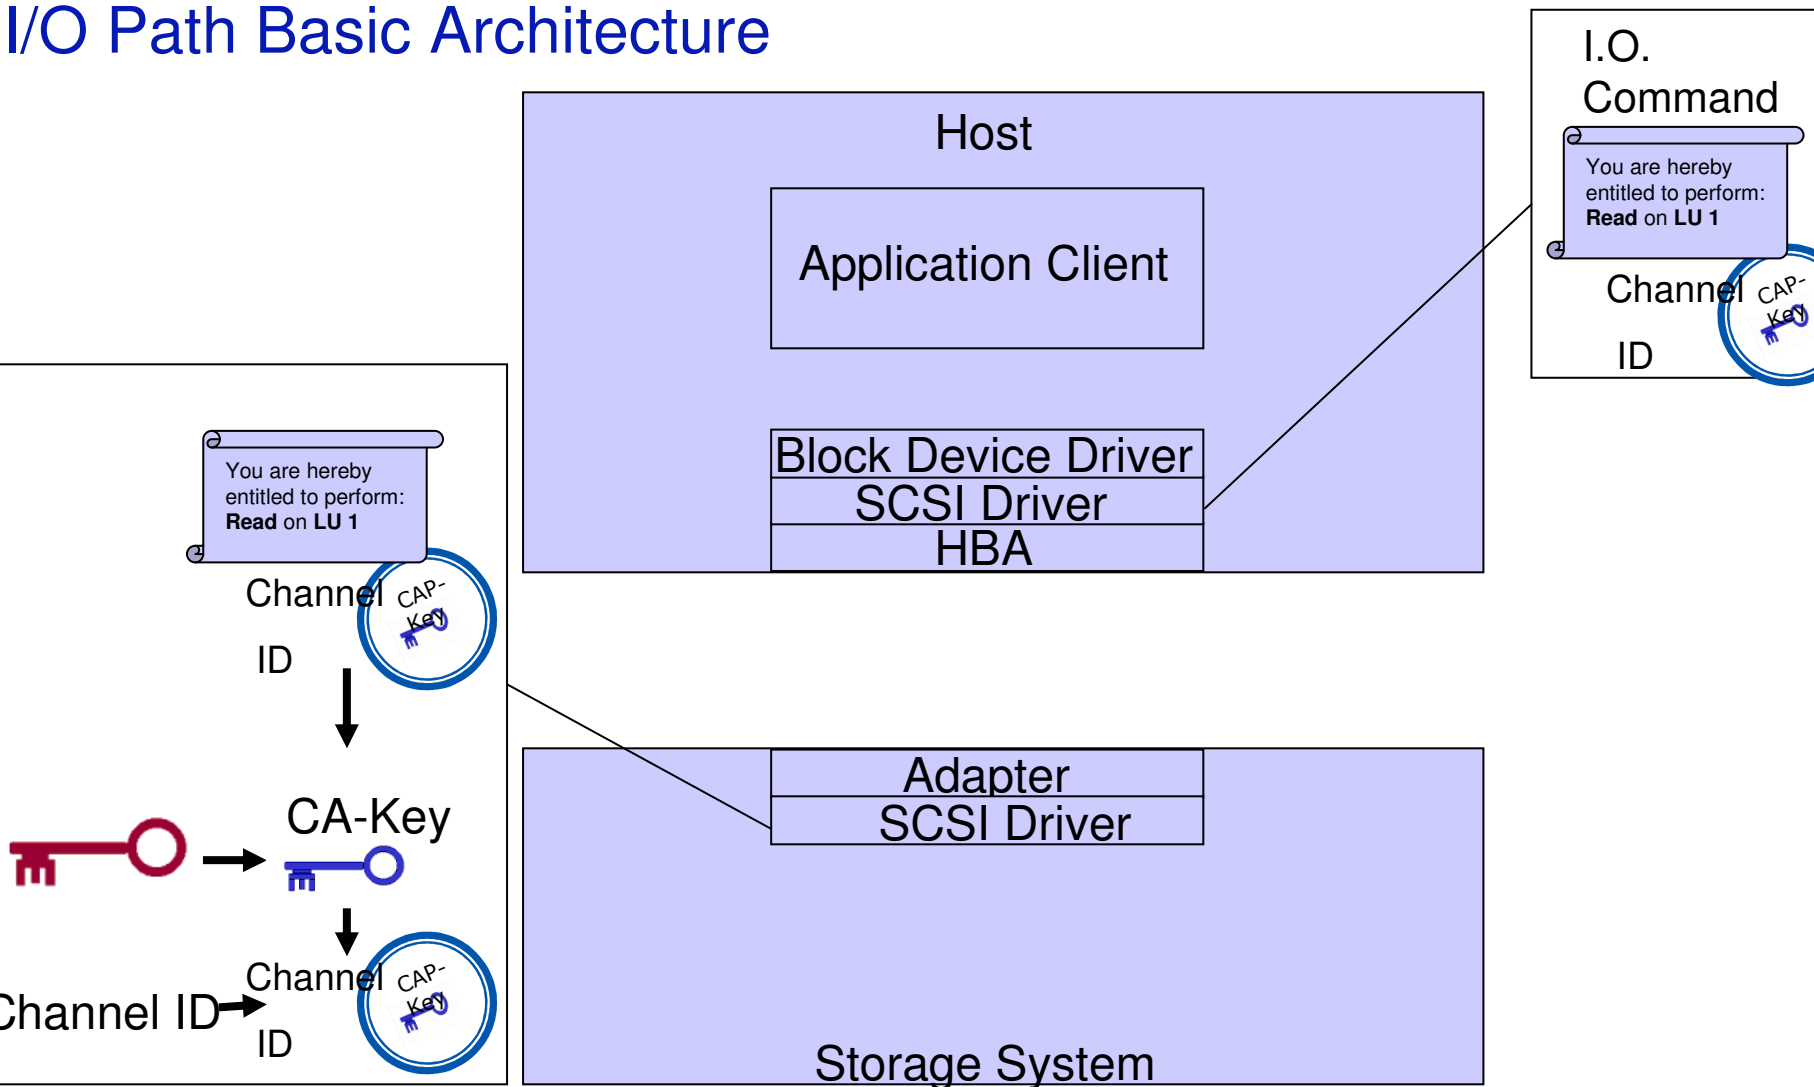 I/O Path Basic Architecture
I.O.
Command
You are hereby
entitled to perform:
Read on LU 1
Channel
ID
CAP-
Key
Host
Application Client
Block Device Driver
SCSI Driver
HBA
You are hereby
entitled to perform:
Read on LU 1
Channel
ID
CAP-
Key
CA-Key
Channel ID
Channel
ID
CAP-
Key
Adapter
SCSI Driver
Storage System